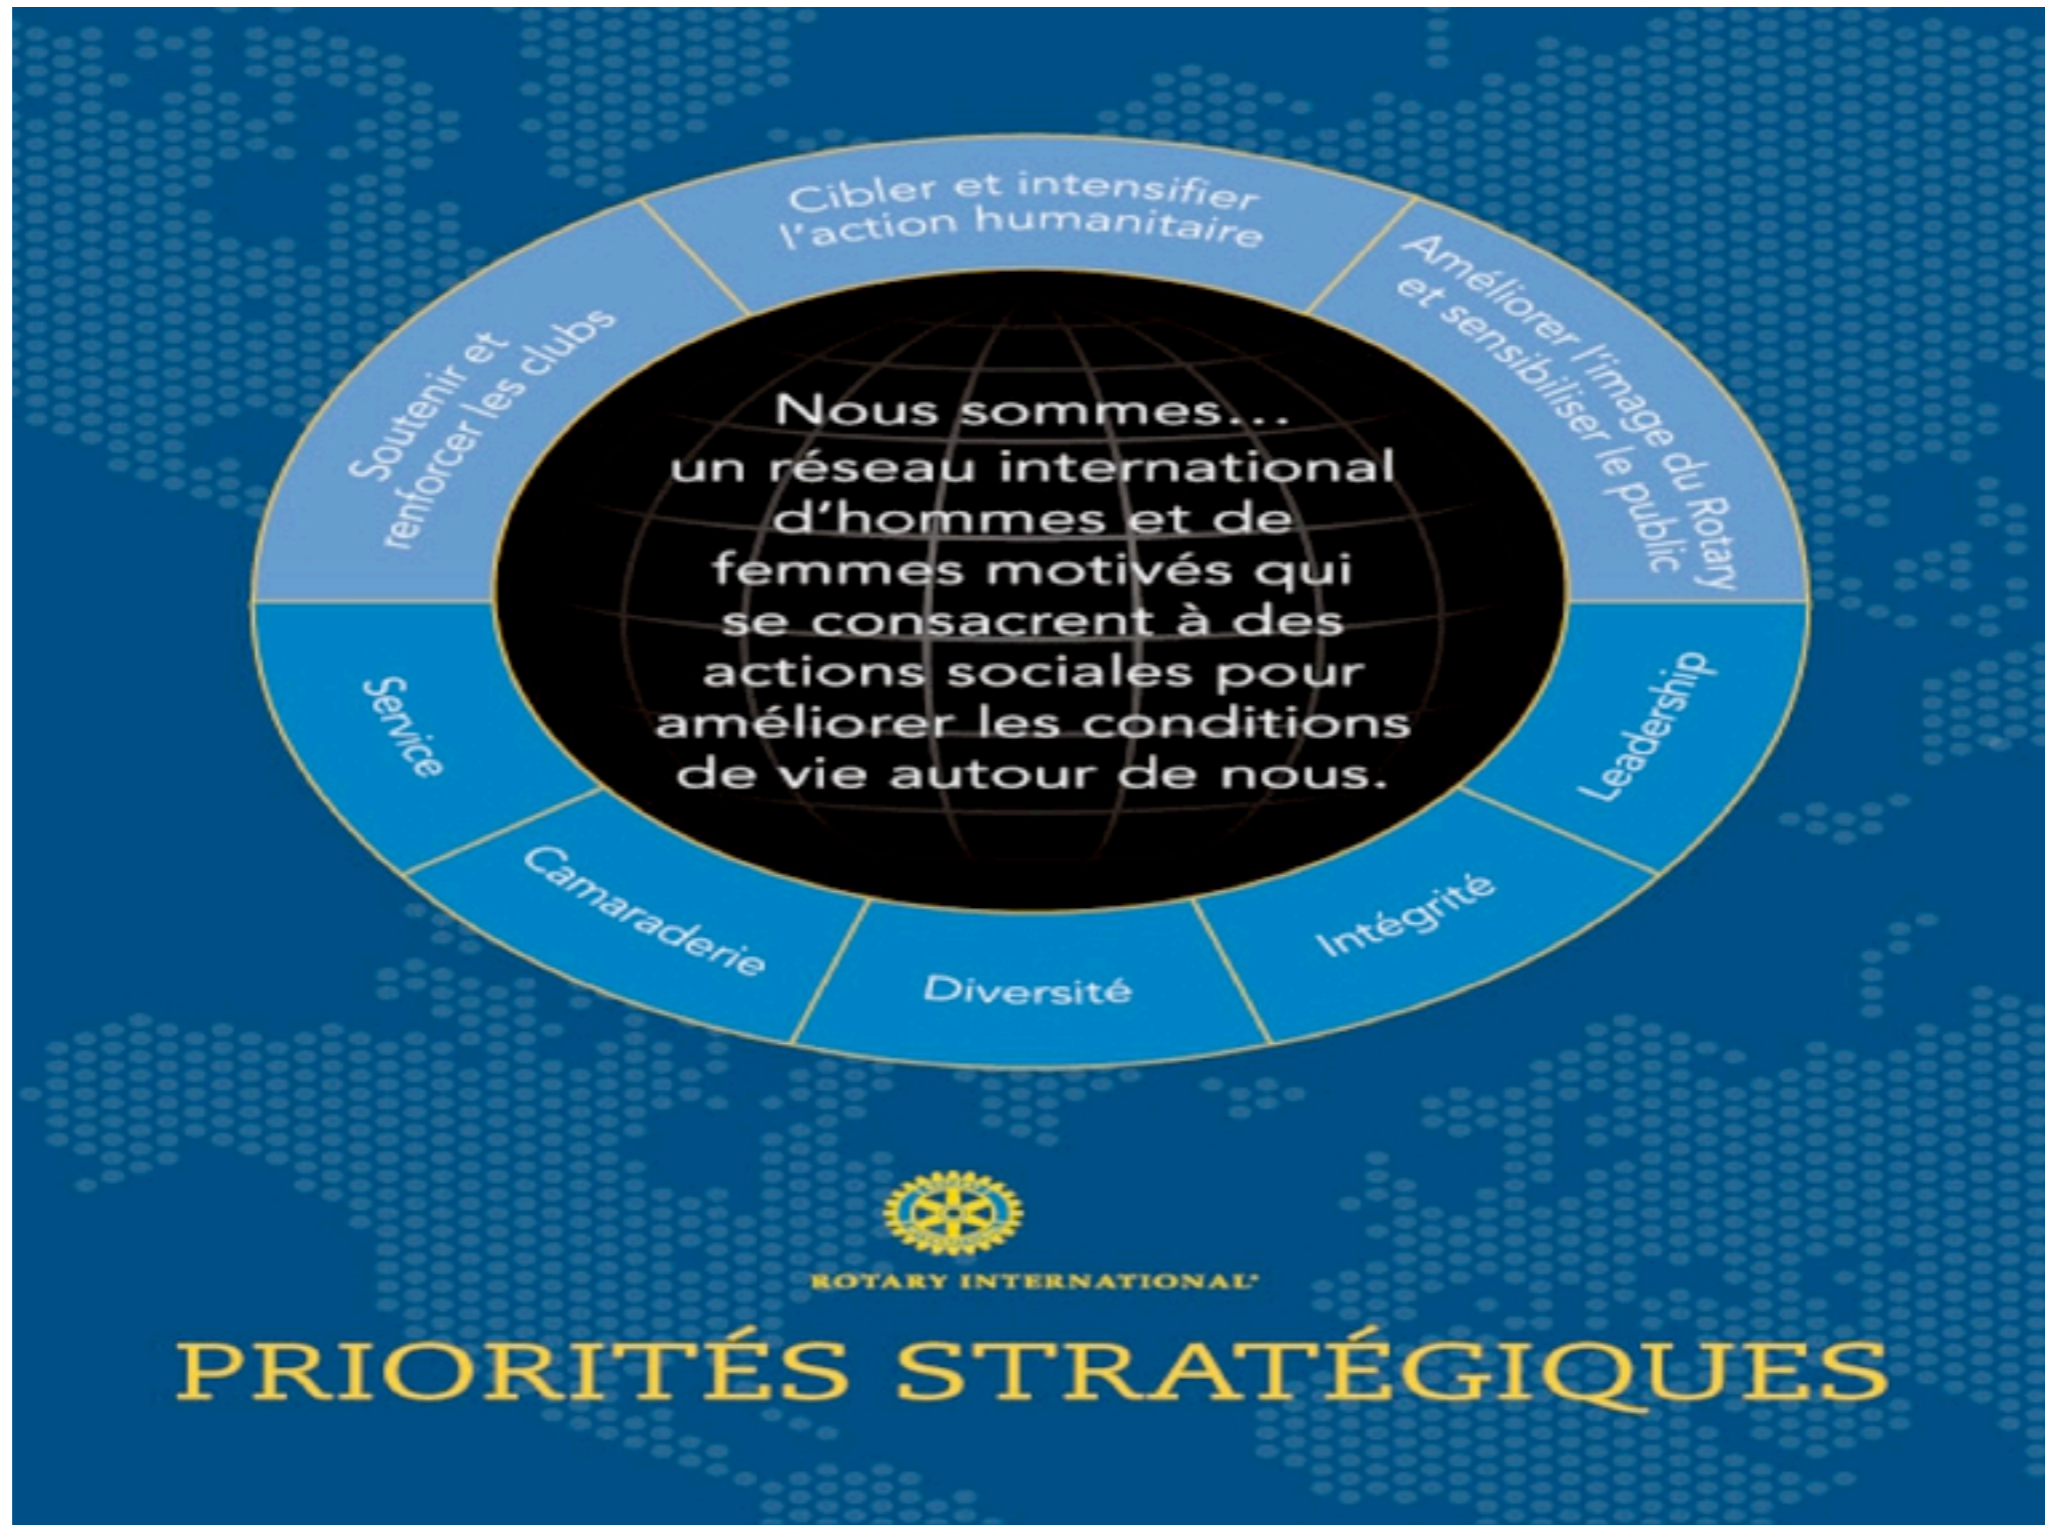 Cibler et intensifier
l'action humanitaire
Améliorer l'image du Rotary
et sensibiliser le public
Soutenir et
renforcer les clubs
Nous sommes...
un réseau international
d'hommes et de
femmes motivés qui
se consacrent à des
actions sociales pour
améliorer les conditions
de vie autour de nous.
Service
Camaraderie
Diversité
Intégrité
Leadership
ROTARY INTERNATIONAL
PRIORITÉS STRATÉGIQUES